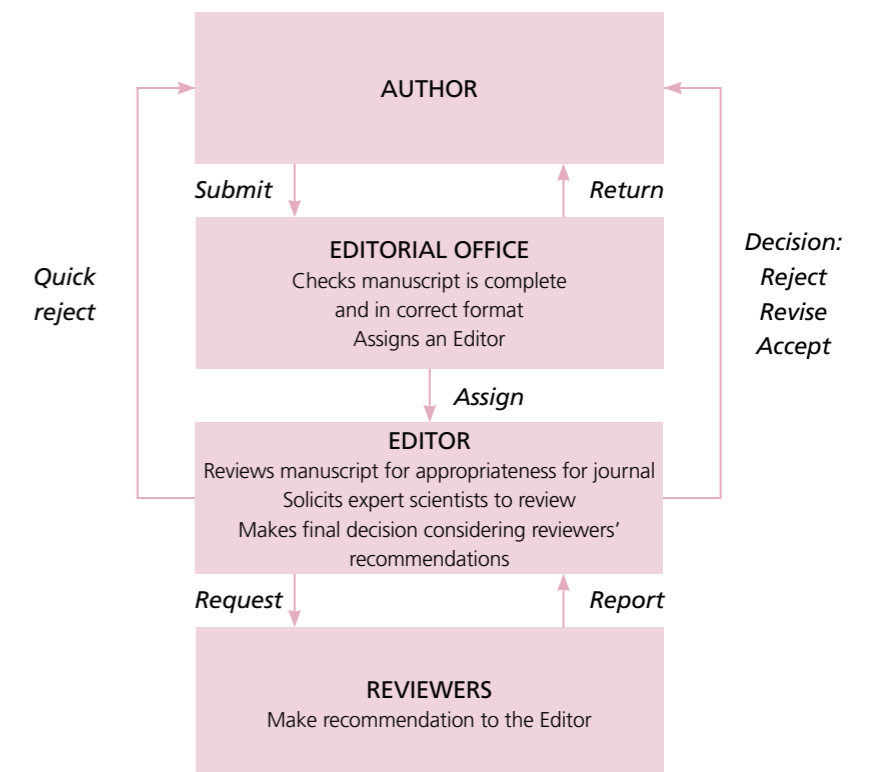 AUTHOR
Submit
Return
EDITORIAL OFFICE
Checks manuscript is complete
and in correct format
Assigns an Editor
Quick
reject
Decision:
Reject
Revise
Accept
Assign
EDITOR
Reviews manuscript for appropriateness for journal
Solicits expert scientists to review
Makes final decision considering reviewers’
recommendations
Request
Report
REVIEWERS
Make recommendation to the Editor